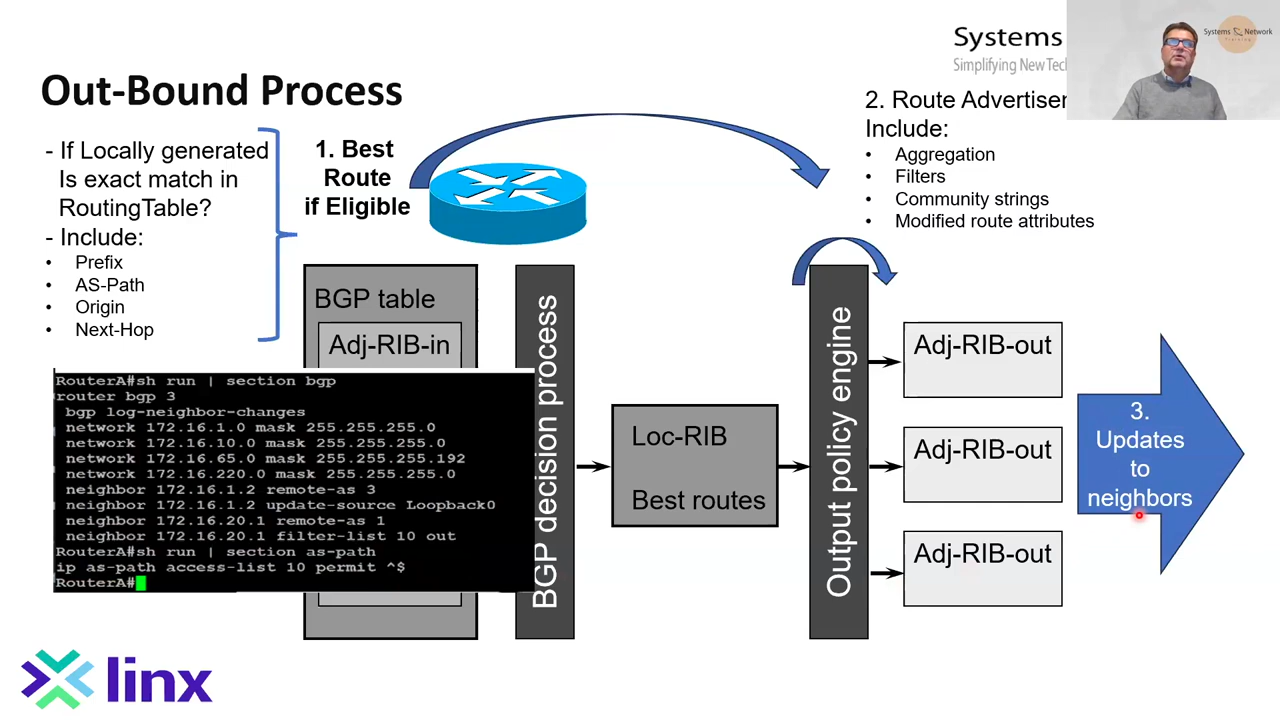 Systems
Simplifying New Tech
Systems Network
Training
Out-Bound Process
- If Locally generated
Is exact match in
RoutingTable?
- Include:
• Prefix
• AS-Path
• Origin
• Next-Hop
1. Best
Route
if Eligible
2. Route Advertisem
Include:
• Aggregation
• Filters
• Community strings
• Modified route attributes
BGP table
Adj-RIB-in
BGP decision process
Loc-RIB
Best routes
Output policy engine
Adj-RIB-out
Adj-RIB-out
Adj-RIB-out
3.
Updates
to
neighbors
RouterA#sh run | section bgp
router bgp 3
bgp log-neighbor-changes
network 172.16.1.0 mask 255.255.255.0
network 172.16.10.0 mask 255.255.255.0
network 172.16.65.0 mask 255.255.255.192
network 172.16.220.0 mask 255.255.255.0
neighbor 172.16.1.2 remote-as 3
neighbor 172.16.1.2 update-source Loopback0
neighbor 172.16.20.1 remote-as 1
neighbor 172.16.20.1 filter-list 10 out
RouterA#sh run | section as-path
ip as-path access-list 10 permit ^$
RouterA#
linx